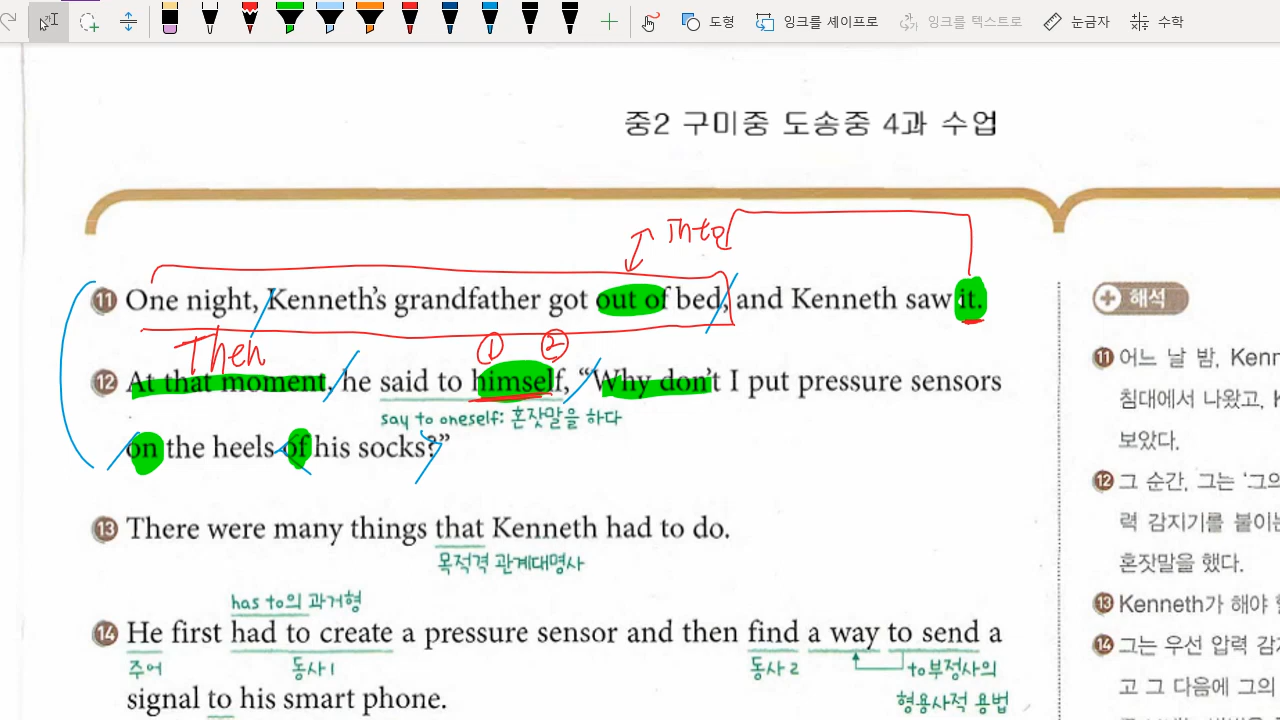 도형 잉크를 셰이프로 잉크를 텍스트로 눈금자 수학
중2 구미중 도송중 4과 수업
into
⑪ One night, Kenneth's grandfather got out of bed, and Kenneth saw it.
해석
Then ① ②
⑫ At that moment, he said to himself, “Why don't I put pressure sensors
say to oneself: 혼잣말을 하다
on the heels of his socks?”
⑬ There were many things that Kenneth had to do.
목적격 관계대명사
has to의 과거형
⑭ He first had to create a pressure sensor and then find a way to send a
주어 동사1 동사2 to부정사의
형용사적 용법
signal to his smart phone.
⑪ 어느 날 밤, Kenn
침대에서 나왔고, K
보았다.
⑫ 그 순간, 그는 ‘그의
력 감지기를 붙이는
혼잣말을 했다.
⑬ Kenneth가 해야
⑭ 그는 우선 압력 감
고 그 다음에 그의